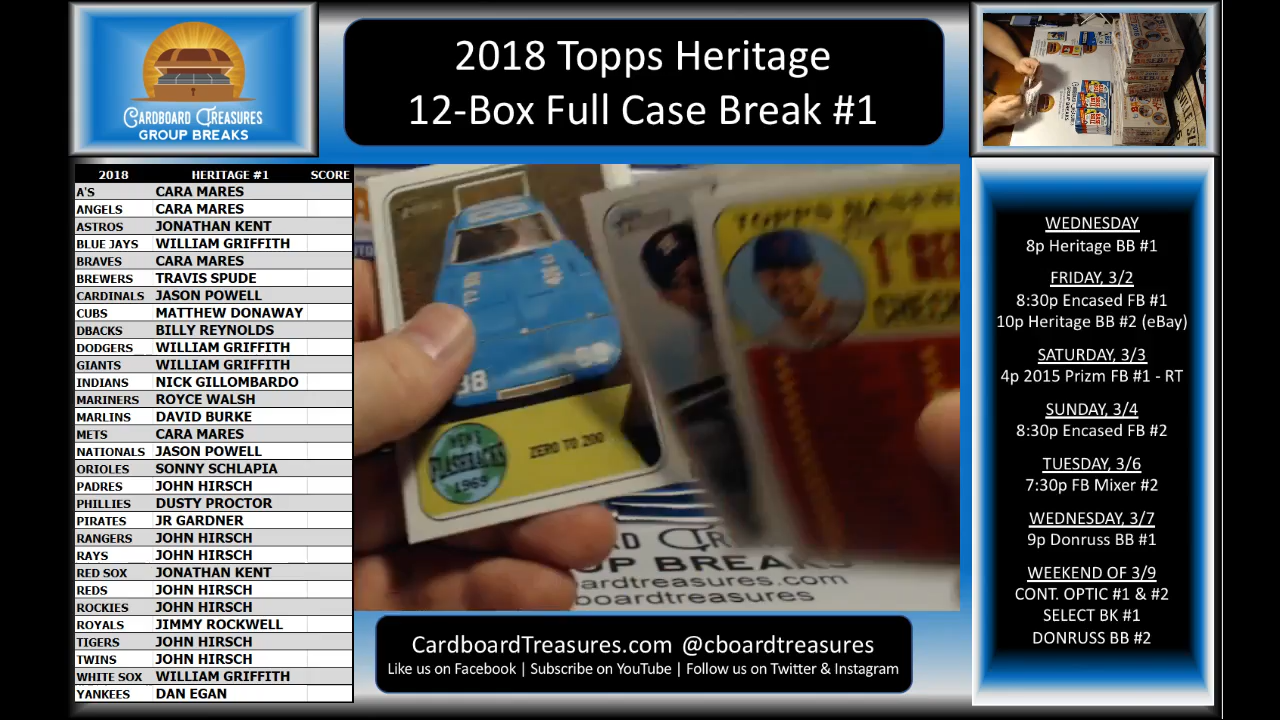 CARDBOARD TREASURES
GROUP BREAKS
2018 Topps Heritage
12-Box Full Case Break #1
2018 HERITAGE #1 SCORE
A'S CARA MARES
ANGELS CARA MARES
ASTROS JONATHAN KENT
BLUE JAYS WILLIAM GRIFFITH
BRAVES CARA MARES
BREWERS TRAVIS SPUDE
CARDINALS JASON POWELL
CUBS MATTHEW DONAWAY
DBACKS BILLY REYNOLDS
DODGERS WILLIAM GRIFFITH
GIANTS WILLIAM GRIFFITH
INDIANS NICK GILLOMBARDO
MARINERS ROYCE WALSH
MARLINS DAVID BURKE
METS CARA MARES
NATIONALS JASON POWELL
ORIOLES SONNY SCHLAPIA
PADRES JOHN HIRSCH
PHILLIES DUSTY PROCTOR
PIRATES JR GARDNER
RANGERS JOHN HIRSCH
RAYS JOHN HIRSCH
RED SOX JONATHAN KENT
REDS JOHN HIRSCH
ROCKIES JOHN HIRSCH
ROYALS JIMMY ROCKWELL
TIGERS JOHN HIRSCH
TWINS JOHN HIRSCH
WHITE SOX WILLIAM GRIFFITH
YANKEES DAN EGAN
TOPPS
1
88
98
FLASHBACKS
1969
ZERO TO 200
UP BREAKS
ardboardtreasures.com
cboardtreasures
CardboardTreasures.com @cboardtreasures
Like us on Facebook | Subscribe on YouTube | Follow us on Twitter & Instagram
WEDNESDAY
8p Heritage BB #1
FRIDAY, 3/2
8:30p Encased FB #1
10p Heritage BB #2 (eBay)
SATURDAY, 3/3
4p 2015 Prizm FB #1 - RT
SUNDAY, 3/4
8:30p Encased FB #2
TUESDAY, 3/6
7:30p FB Mixer #2
WEDNESDAY, 3/7
9p Donruss BB #1
WEEKEND OF 3/9
CONT. OPTIC #1 & #2
SELECT BK #1
DONRUSS BB #2